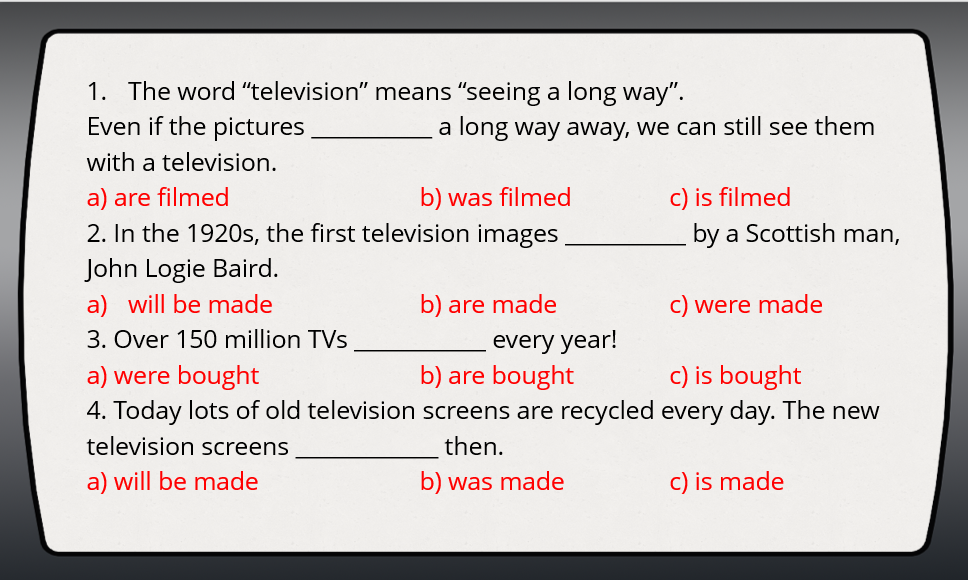 1. The word “television” means “seeing a long way”.
Even if the pictures __________ a long way away, we can still see them
with a television.
a) are filmed b) was filmed c) is filmed
2. In the 1920s, the first television images __________ by a Scottish man,
John Logie Baird.
a) will be made b) are made c) were made
3. Over 150 million TVs ___________ every year!
a) were bought b) are bought c) is bought
4. Today lots of old television screens are recycled every day. The new
television screens ____________ then.
a) will be made b) was made c) is made